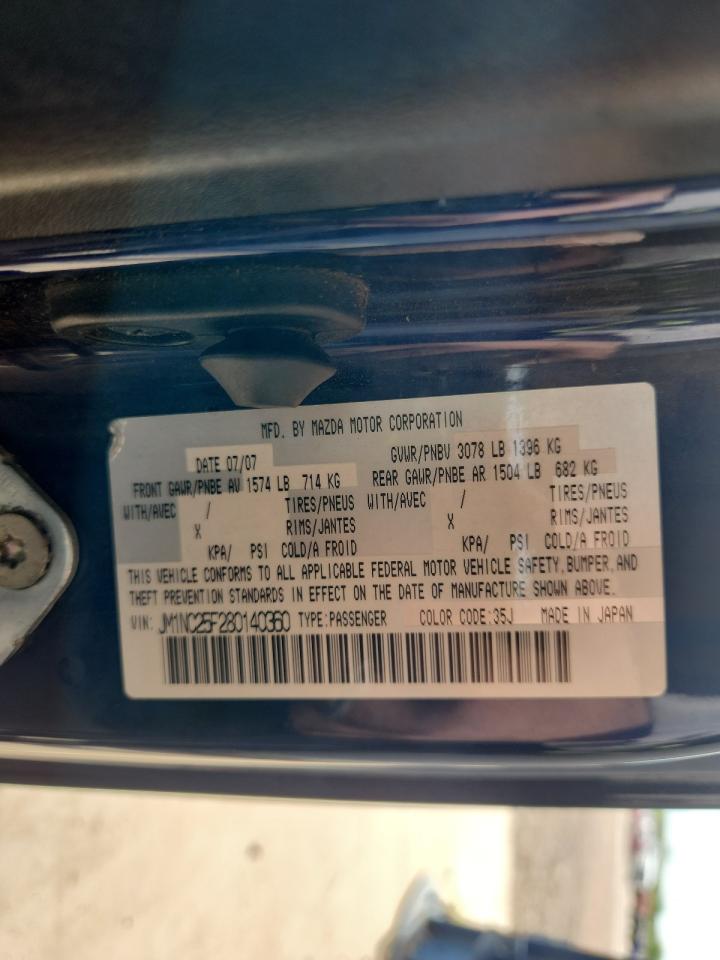 MFD. BY MAZDA MOTOR CORPORATION
DATE 07/07 GVWR/PNBV 3078 LB 1396 KG
FRONT GAWR/PNBE AV 1574 LB 714 KG REAR GAWR/PNBE AR 1504 LB 682 KG
WITH/AVEC / TIRES/PNEUS WITH/AVEC / TIRES/PNEUS
X RIMS/JANTES X RIMS/JANTES
KPA/ PSI COLD/A FROID KPA/ PSI COLD/A FROID
THIS VEHICLE CONFORMS TO ALL APPLICABLE FEDERAL MOTOR VEHICLE SAFETY, BUMPER, AND
THEFT PREVENTION STANDARDS IN EFFECT ON THE DATE OF MANUFACTURE SHOWN ABOVE.
VIN: JM1NC25F280140360 TYPE:PASSENGER COLOR CODE:35J MADE IN JAPAN